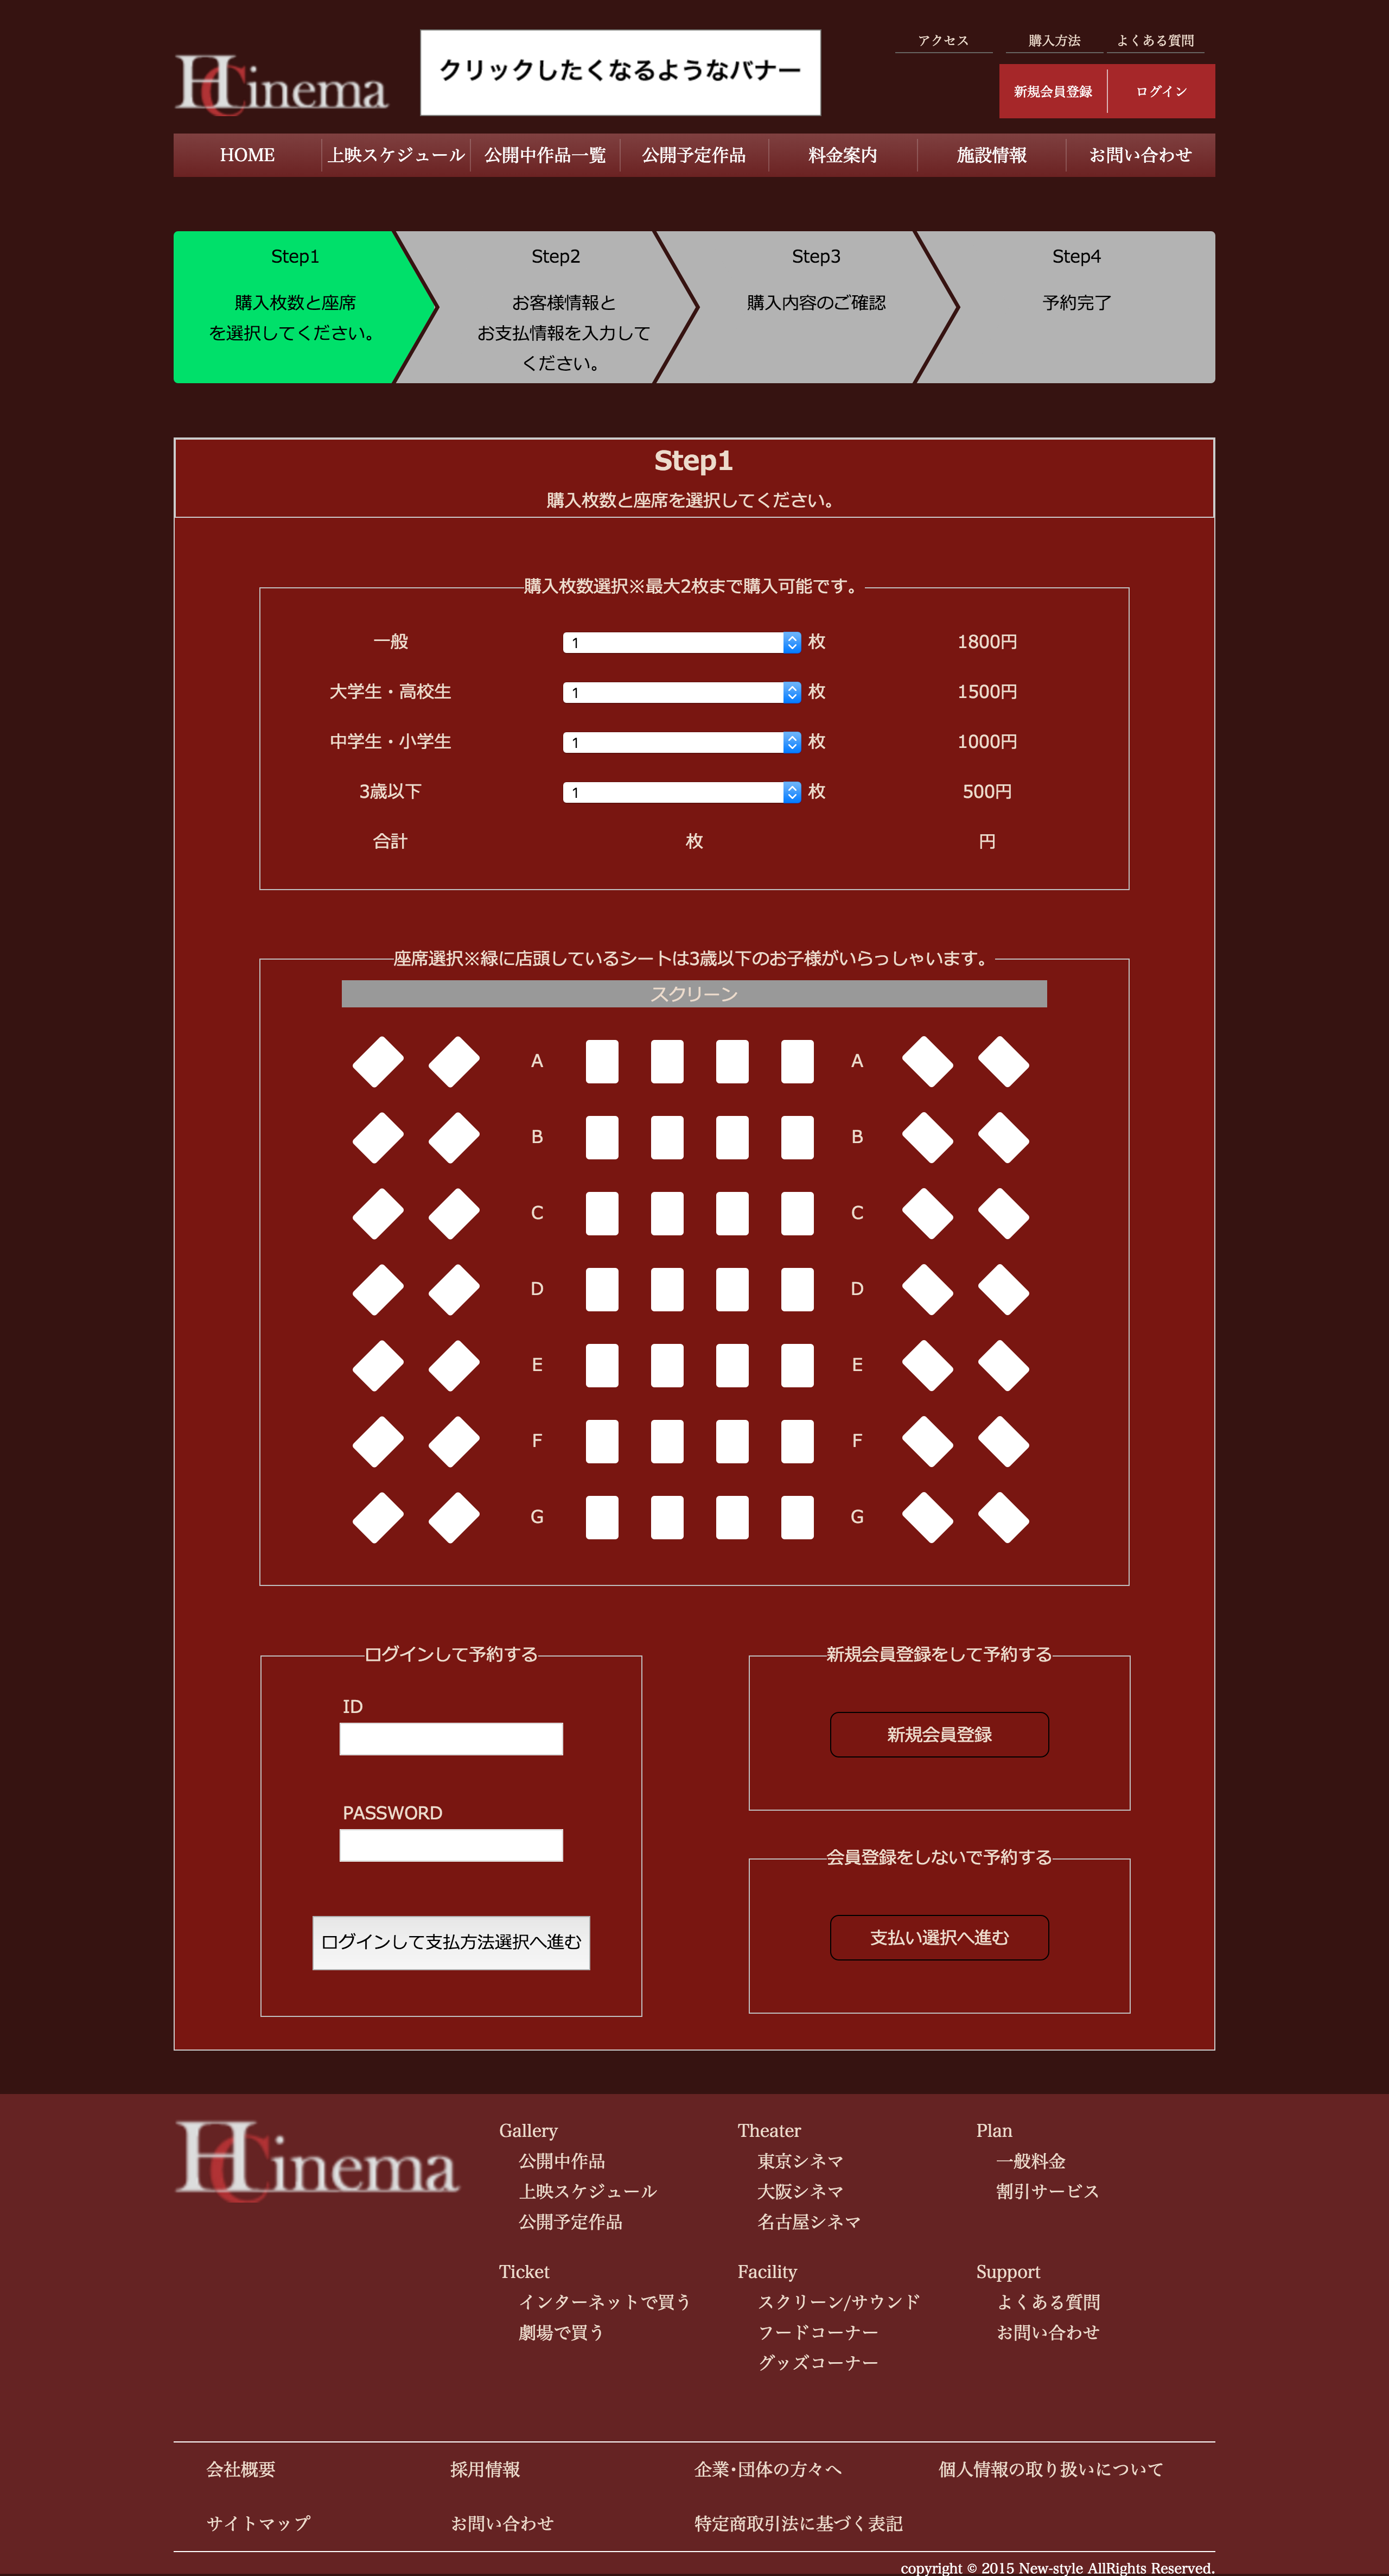 HCinema
クリックしたくなるようなバナー
アクセス 購入方法 よくある質問
新規会員登録 ログイン
HOME 上映スケジュール 公開中作品一覧 公開予定作品 料金案内 施設情報 お問い合わせ
Step1
購入枚数と座席
を選択してください。
Step2
お客様情報と
お支払情報を入力して
ください。
Step3
購入内容のご確認
Step4
予約完了
Step1
購入枚数と座席を選択してください。
購入枚数選択※最大2枚まで購入可能です。
一般 1 枚 1800円
大学生・高校生 1 枚 1500円
中学生・小学生 1 枚 1000円
3歳以下 1 枚 500円
合計 枚 円
座席選択※緑に店頭しているシートは3歳以下のお子様がいらっしゃいます。
スクリーン
A A
B B
C C
D D
E E
F F
G G
ログインして予約する
ID
PASSWORD
ログインして支払方法選択へ進む
新規会員登録をして予約する
新規会員登録
会員登録をしないで予約する
支払い選択へ進む
HCinema
Gallery
公開中作品
上映スケジュール
公開予定作品
Theater
東京シネマ
大阪シネマ
名古屋シネマ
Plan
一般料金
割引サービス
Ticket
インターネットで買う
劇場で買う
Facility
スクリーン/サウンド
フードコーナー
グッズコーナー
Support
よくある質問
お問い合わせ
会社概要 採用情報 企業･団体の方々へ 個人情報の取り扱いについて
サイトマップ お問い合わせ 特定商取引法に基づく表記
copyright © 2015 New-style AllRights Reserved.